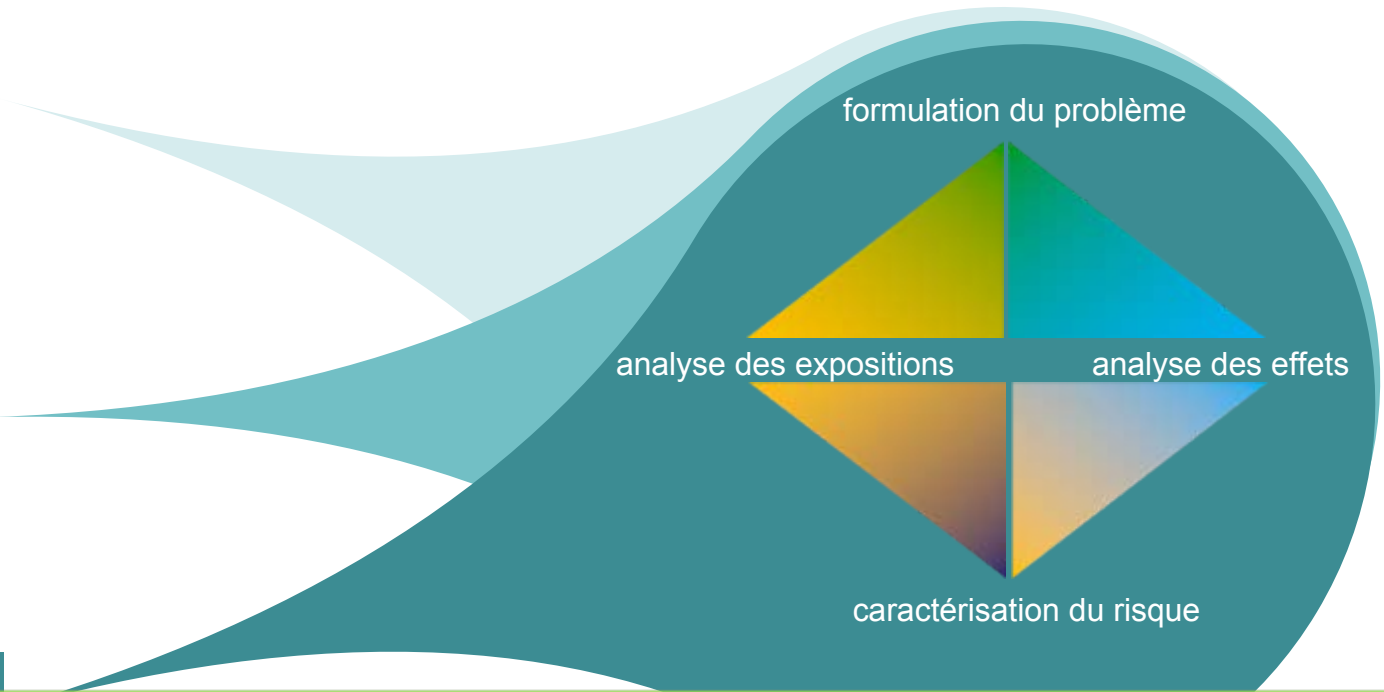 formulation du problème
analyse des expositions
analyse des effets
caractérisation du risque